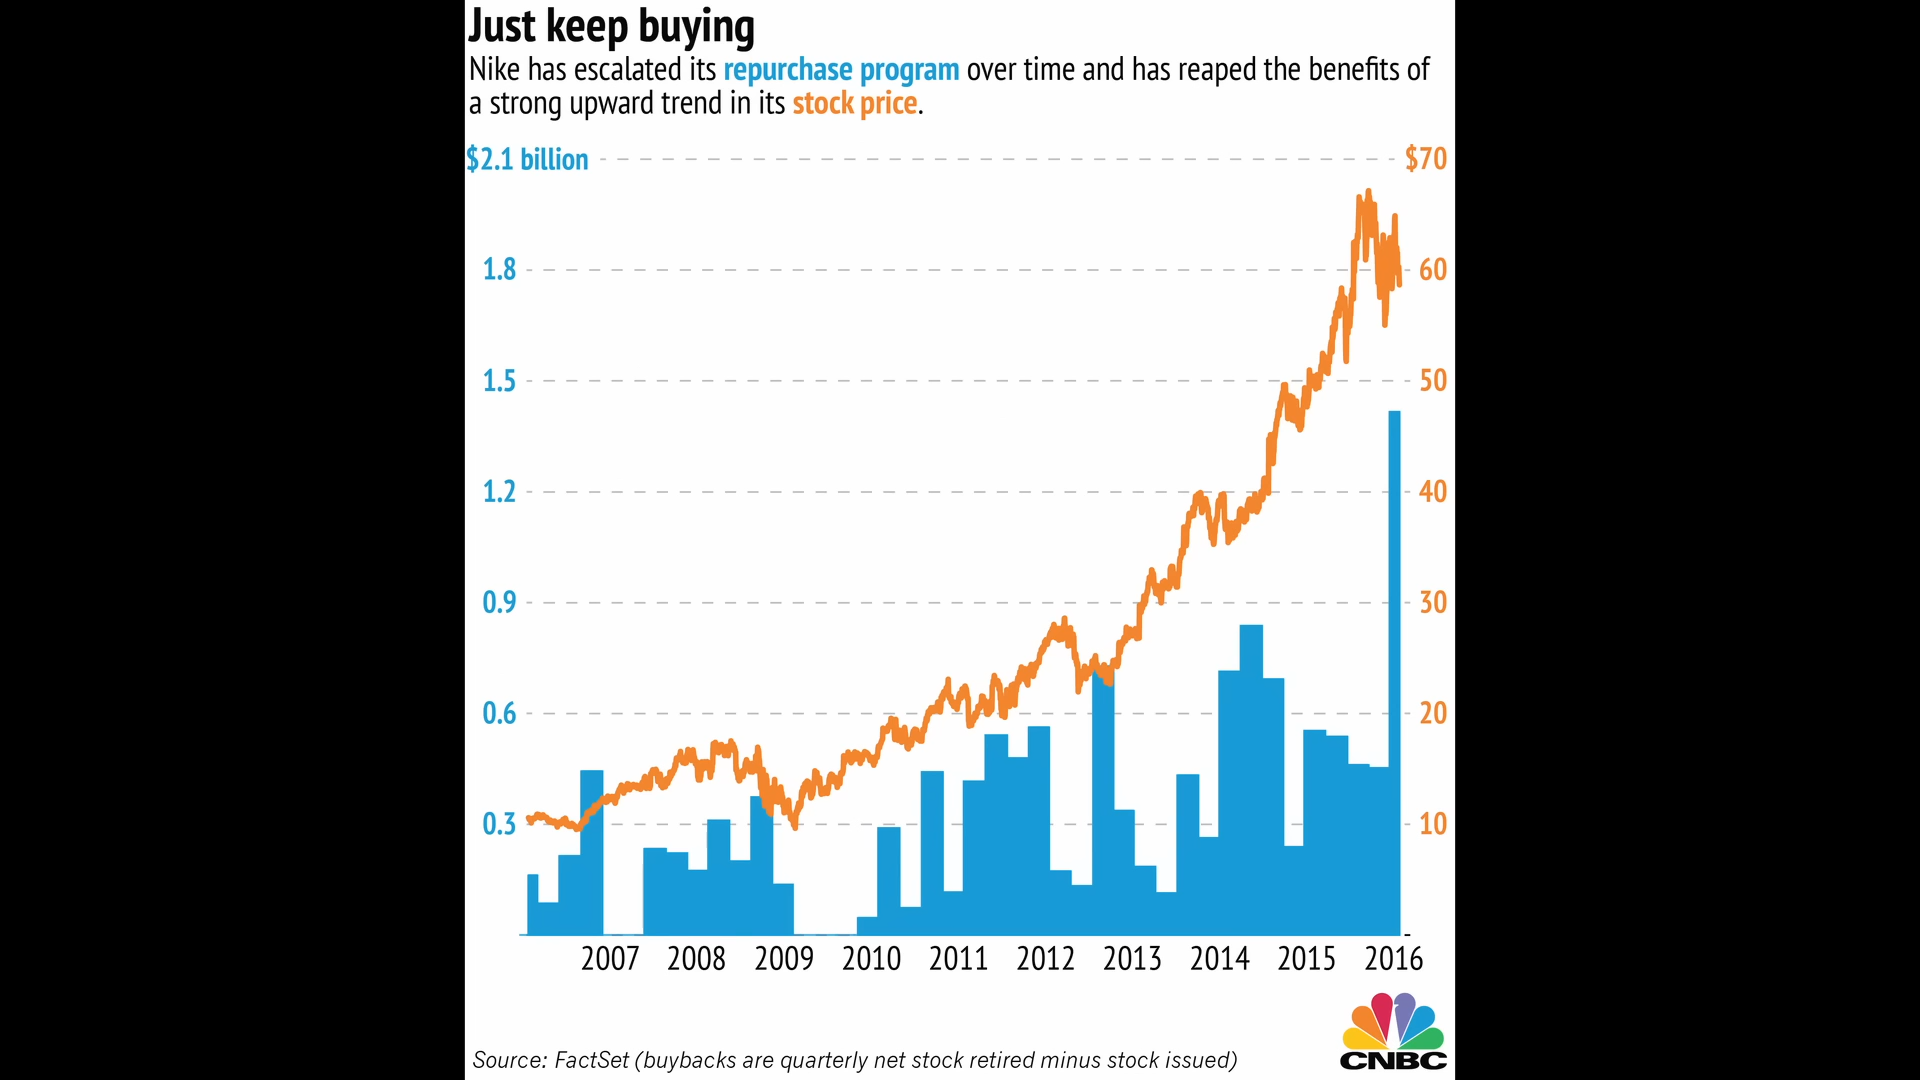 Just keep buying
Nike has escalated its repurchase program over time and has reaped the benefits of
a strong upward trend in its stock price.
$2.1 billion
$70
1.8
60
1.5
50
1.2
40
0.9
30
0.6
20
0.3
10
2007 2008 2009 2010 2011 2012 2013 2014 2015 2016
Source: FactSet (buybacks are quarterly net stock retired minus stock issued)
CNBC